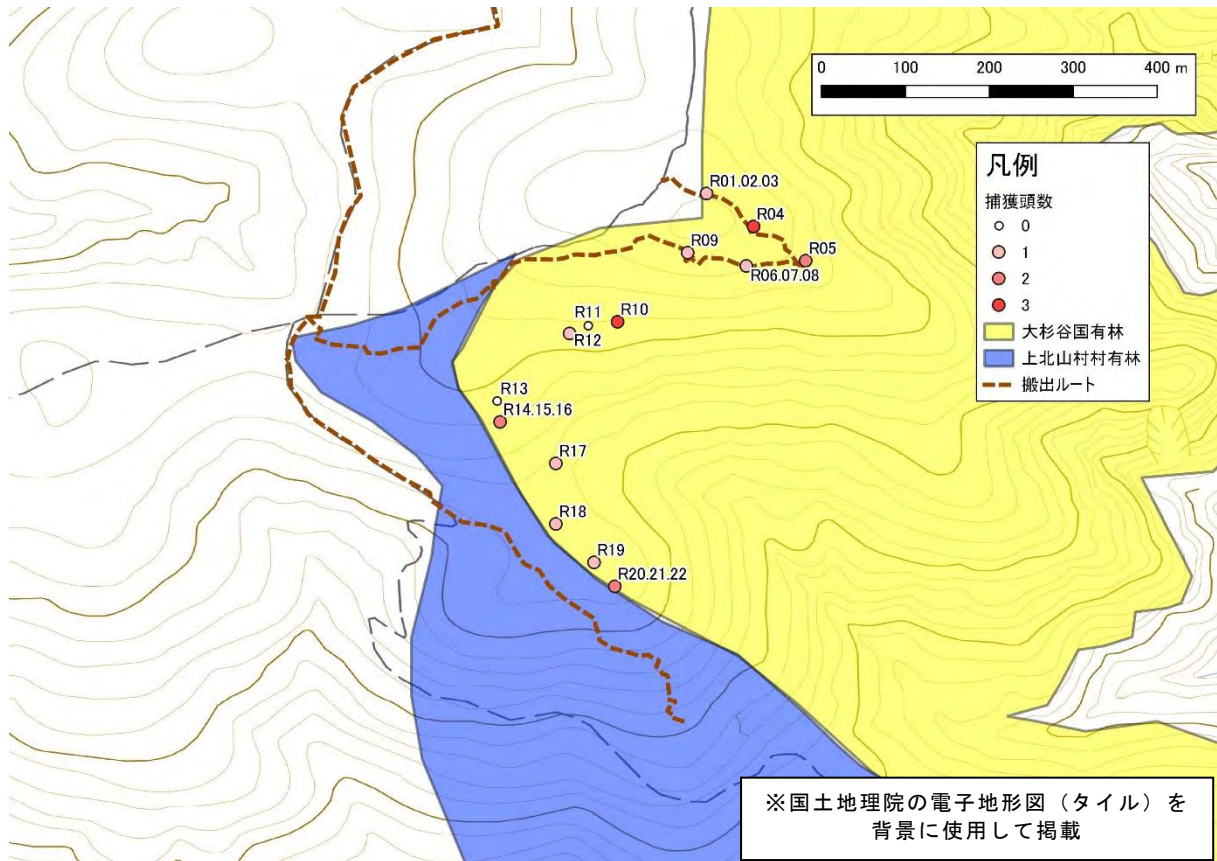 0 100 200 300 400 m
凡例
捕獲頭数
0
1
2
3
大杉谷国有林
上北山村村有林
搬出ルート
R01.02.03
R04
R09
R05
R06.07.08
R11
R10
R12
R13
R14.15.16
R17
R18
R19
R20.21.22
※国土地理院の電子地形図（タイル）を
背景に使用して掲載